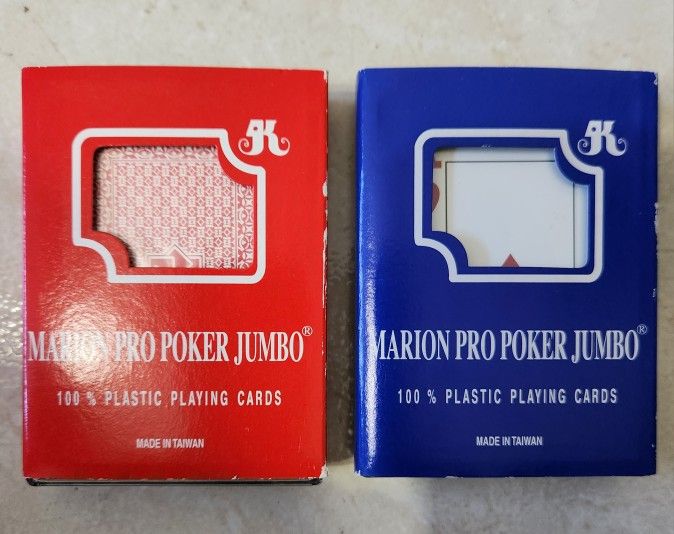 K
MARION PRO POKER JUMBO®
100 % PLASTIC PLAYING CARDS
MADE IN TAIWAN
K
MARION PRO POKER JUMBO®
100 % PLASTIC PLAYING CARDS
MADE IN TAIWAN